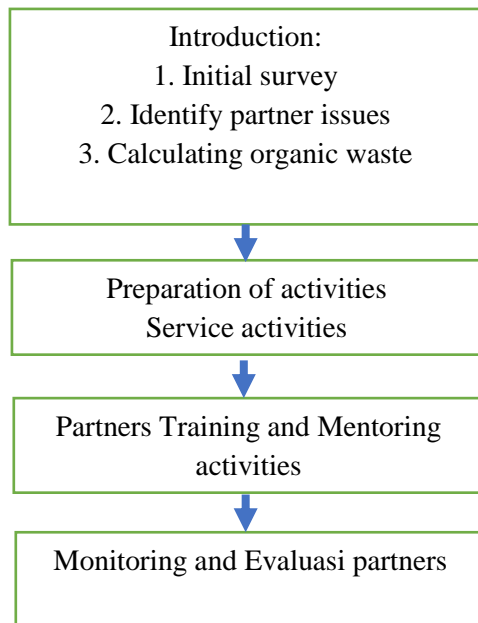 Introduction:
1. Initial survey
2. Identify partner issues
3. Calculating organic waste
Preparation of activities
Service activities
Partners Training and Mentoring
activities
Monitoring and Evaluasi partners